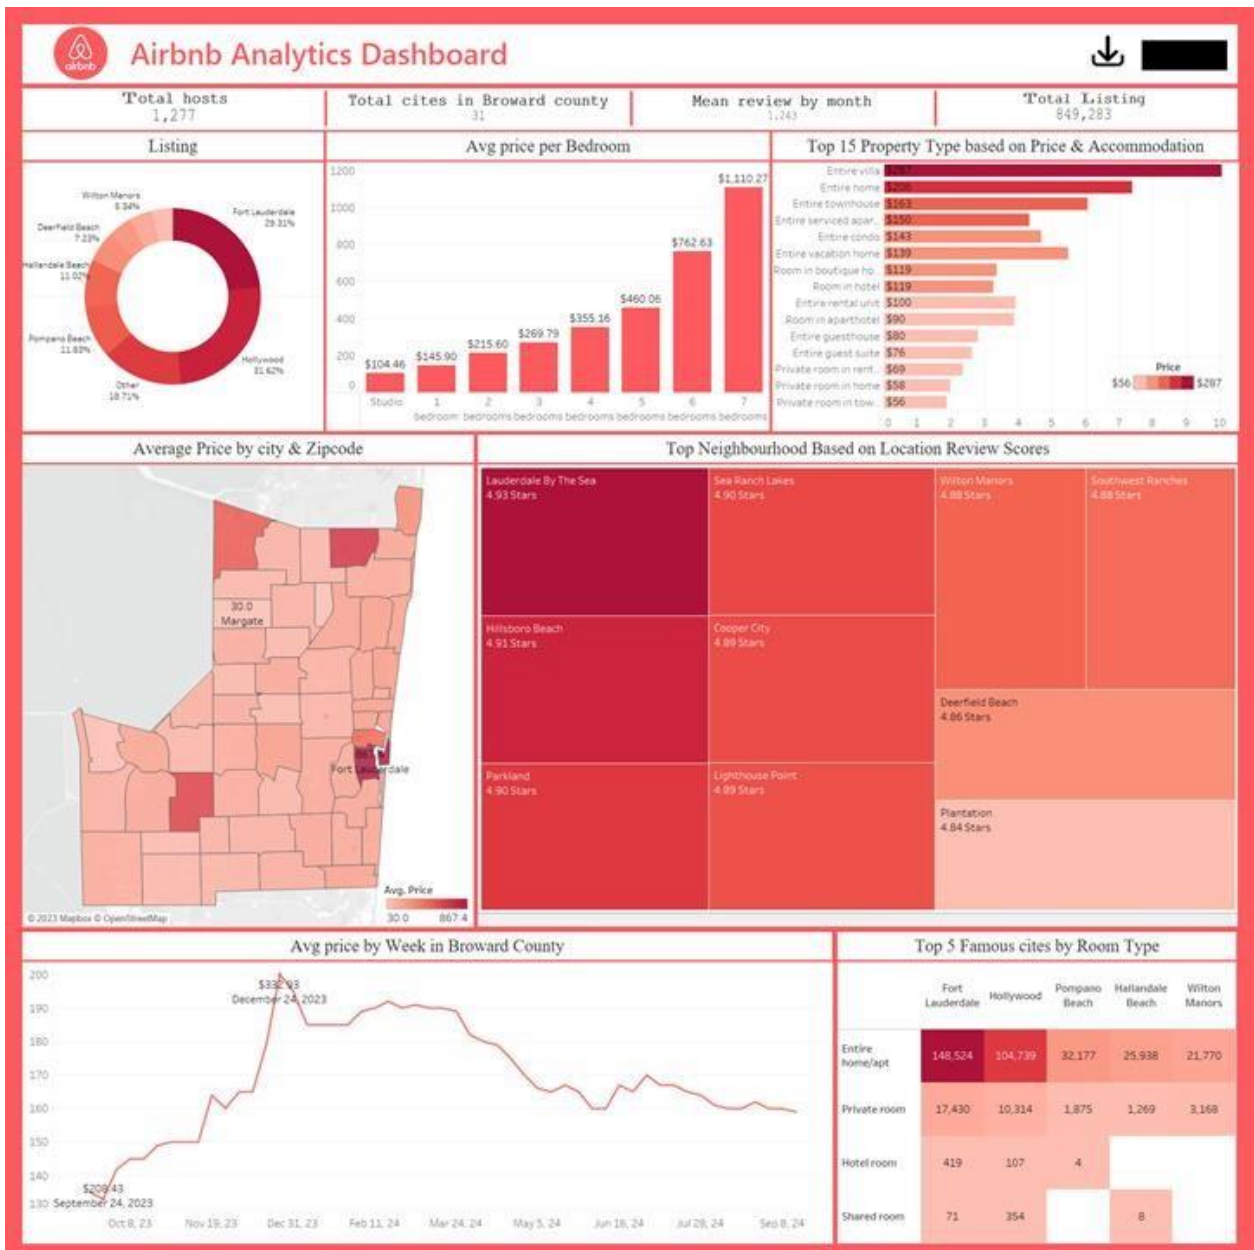 airbnb
Airbnb Analytics Dashboard
Total hosts
1,277
Total cites in Broward county
31
Mean review by month
1.243
Total Listing
849,283
Listing
Wilton Manors
5.34%
Deerfield Beach
7.23%
Hallandale Beach
11.02%
Pompano Beach
11.83%
Other
18.71%
Hollywood
31.62%
Fort Lauderdale
29.31%
Avg price per Bedroom
1200
1000
800
600
400
200
0
$104.46
$145.90
$215.60
$269.79
$355.16
$460.06
$762.63
$1,110.27
Studio 1 2 3 4 5 6 7
bedroom bedrooms bedrooms bedrooms bedrooms bedrooms bedrooms
Top 15 Property Type based on Price & Accommodation
Entire villa $287
Entire home $206
Entire townhouse $163
Entire serviced apar.. $150
Entire condo $143
Entire vacation home $139
Room in boutique ho.. $119
Room in hotel $119
Entire rental unit $100
Room in aparthotel $90
Entire guesthouse $80
Entire guest suite $76
Private room in rent.. $69
Private room in home $58
Private room in tow.. $56
0 1 2 3 4 5 6 7 8 9 10
Price
$56 $287
Average Price by city & Zipcode
30.0
Margate
Fort Lauderdale
Avg. Price
30.0 867.4
© 2023 Mapbox © OpenStreetMap
Top Neighbourhood Based on Location Review Scores
Lauderdale By The Sea
4.93 Stars
Hillsboro Beach
4.91 Stars
Parkland
4.90 Stars
Sea Ranch Lakes
4.90 Stars
Cooper City
4.89 Stars
Lighthouse Point
4.89 Stars
Wilton Manors
4.88 Stars
Southwest Ranches
4.88 Stars
Deerfield Beach
4.86 Stars
Plantation
4.84 Stars
Avg price by Week in Broward County
200
190
180
170
160
150
140
130
$332.93
December 24, 2023
$208.43
September 24, 2023
Oct 8, 23 Nov 19, 23 Dec 31, 23 Feb 11, 24 Mar 24, 24 May 5, 24 Jun 16, 24 Jul 28, 24 Sep 8, 24
Top 5 Famous cites by Room Type
Fort Lauderdale Hollywood Pompano Beach Hallandale Beach Wilton Manors
Entire home/apt 148,524 104,739 32,177 25,938 21,770
Private room 17,430 10,314 1,875 1,269 3,168
Hotel room 419 107 4
Shared room 71 354 8